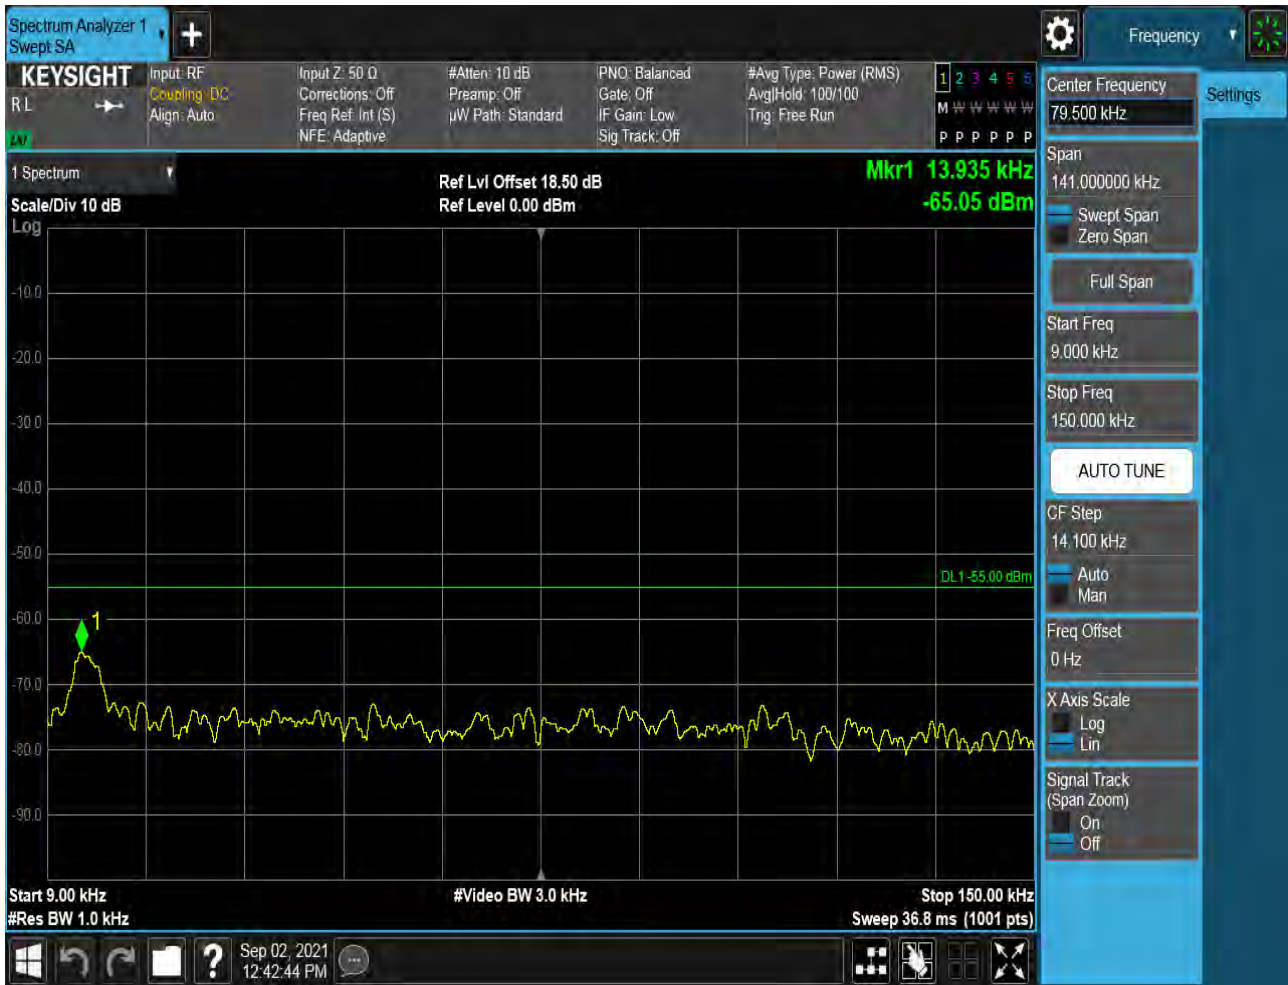 Spectrum Analyzer 1
Swept SA
Frequency
KEYSIGHT
R L
LXI
Input: RF
Coupling: DC
Align: Auto
Input Z: 50 Ω
Corrections: Off
Freq Ref: Int (S)
NFE: Adaptive
#Atten: 10 dB
Preamp: Off
µW Path: Standard
PNO: Balanced
Gate: Off
IF Gain: Low
Sig Track: Off
#Avg Type: Power (RMS)
Avg|Hold: 100/100
Trig: Free Run
1 2 3 4 5 6
M W W W W W
P P P P P P
1 Spectrum
Scale/Div 10 dB
Ref Lvl Offset 18.50 dB
Ref Level 0.00 dBm
Mkr1 13.935 kHz
-65.05 dBm
Log
-10.0
-20.0
-30.0
-40.0
-50.0
DL1 -55.00 dBm
-60.0
1
-70.0
-80.0
-90.0
Start 9.00 kHz
#Video BW 3.0 kHz
Stop 150.00 kHz
#Res BW 1.0 kHz
Sweep 36.8 ms (1001 pts)
Sep 02, 2021
12:42:44 PM
Center Frequency
79.500 kHz
Settings
Span
141.000000 kHz
Swept Span
Zero Span
Full Span
Start Freq
9.000 kHz
Stop Freq
150.000 kHz
AUTO TUNE
CF Step
14.100 kHz
Auto
Man
Freq Offset
0 Hz
X Axis Scale
Log
Lin
Signal Track
(Span Zoom)
On
Off